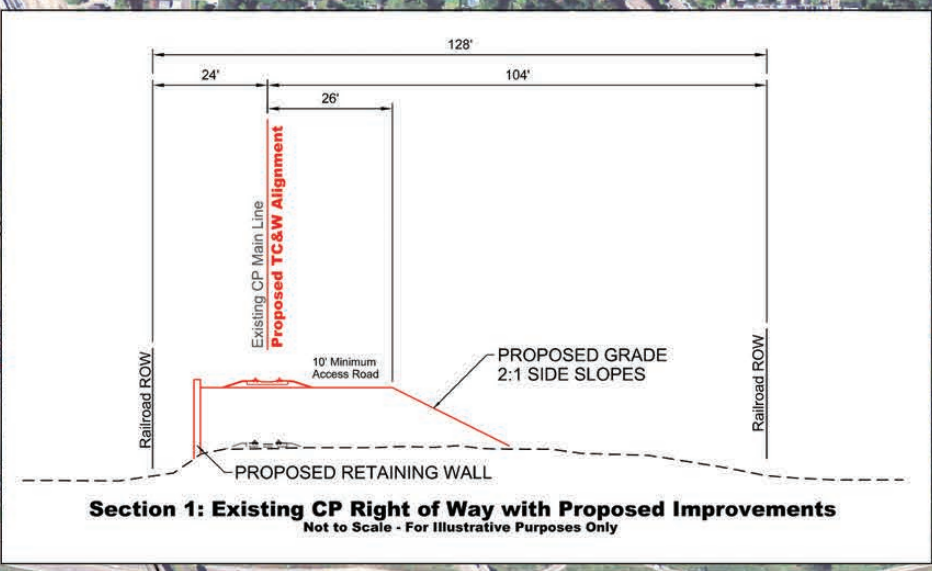 128'
24'
104'
26'
Existing CP Main Line
Proposed TC&W Alignment
10' Minimum
Access Road
PROPOSED GRADE
2:1 SIDE SLOPES
Railroad ROW
Railroad ROW
PROPOSED RETAINING WALL
Section 1: Existing CP Right of Way with Proposed Improvements
Not to Scale - For Illustrative Purposes Only